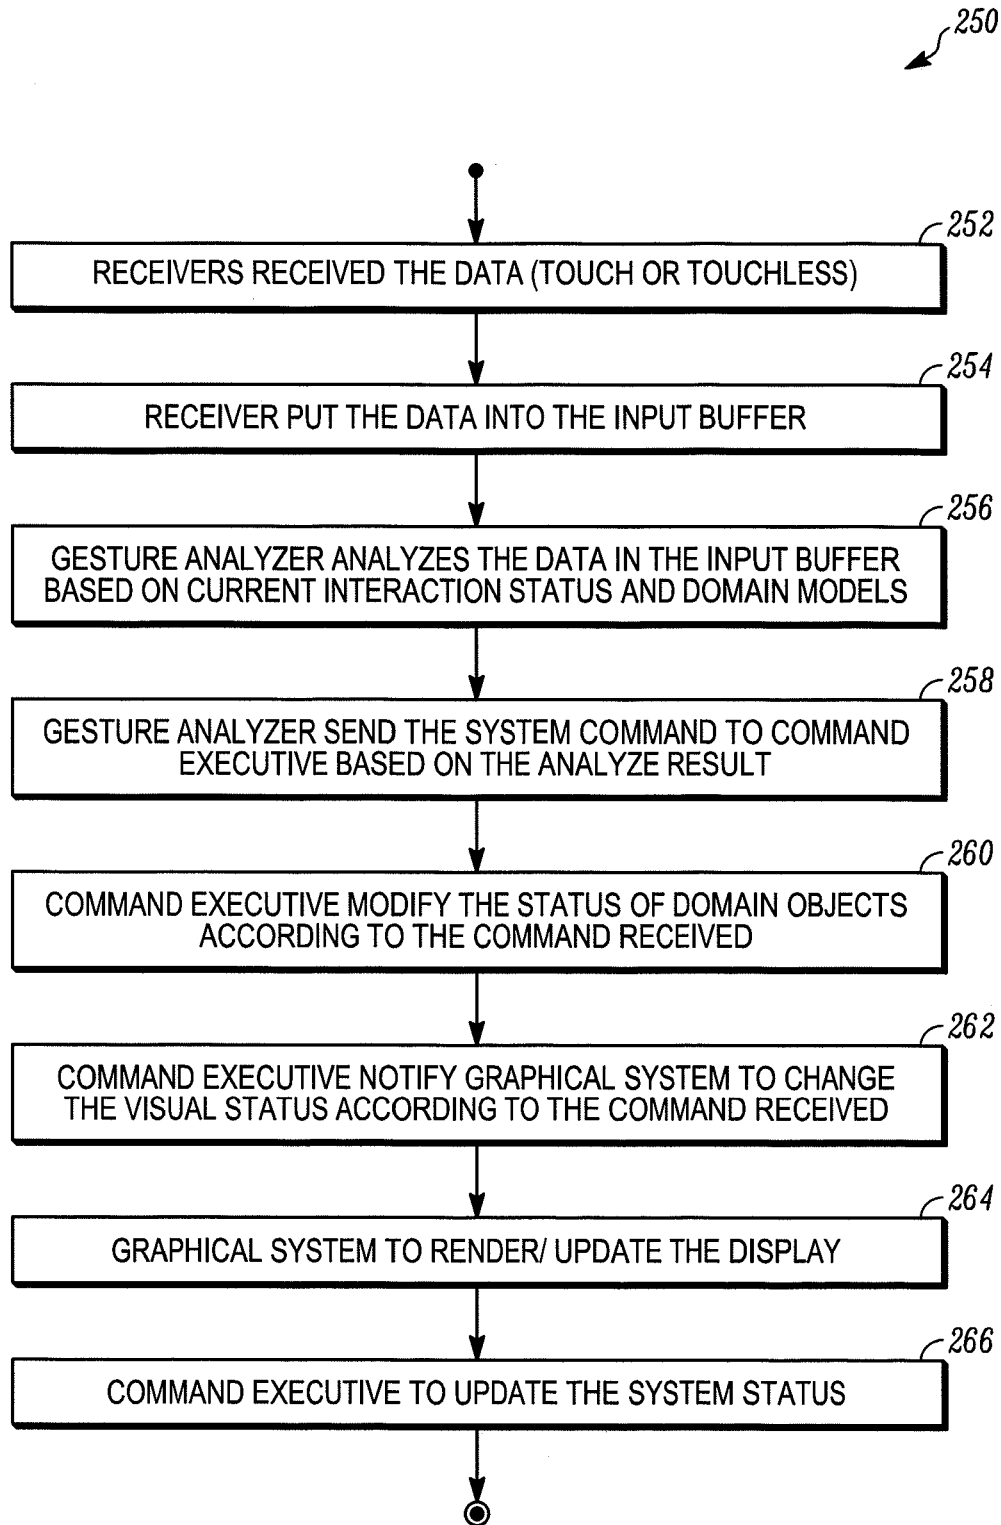 250
252
RECEIVERS RECEIVED THE DATA (TOUCH OR TOUCHLESS)
254
RECEIVER PUT THE DATA INTO THE INPUT BUFFER
256
GESTURE ANALYZER ANALYZES THE DATA IN THE INPUT BUFFER
BASED ON CURRENT INTERACTION STATUS AND DOMAIN MODELS
258
GESTURE ANALYZER SEND THE SYSTEM COMMAND TO COMMAND
EXECUTIVE BASED ON THE ANALYZE RESULT
260
COMMAND EXECUTIVE MODIFY THE STATUS OF DOMAIN OBJECTS
ACCORDING TO THE COMMAND RECEIVED
262
COMMAND EXECUTIVE NOTIFY GRAPHICAL SYSTEM TO CHANGE
THE VISUAL STATUS ACCORDING TO THE COMMAND RECEIVED
264
GRAPHICAL SYSTEM TO RENDER/ UPDATE THE DISPLAY
266
COMMAND EXECUTIVE TO UPDATE THE SYSTEM STATUS